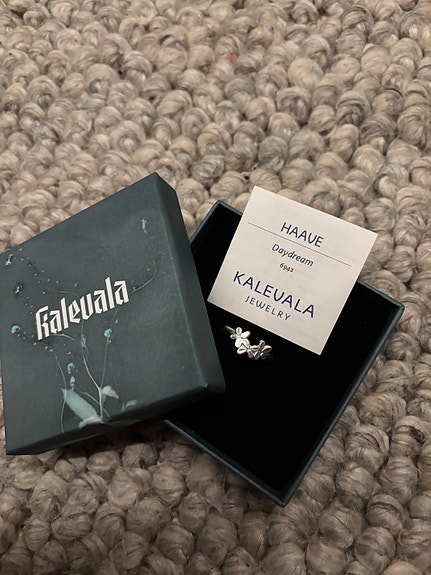 Kalevala
HAAVE
Daydream
6942
KALEVALA
JEWELRY